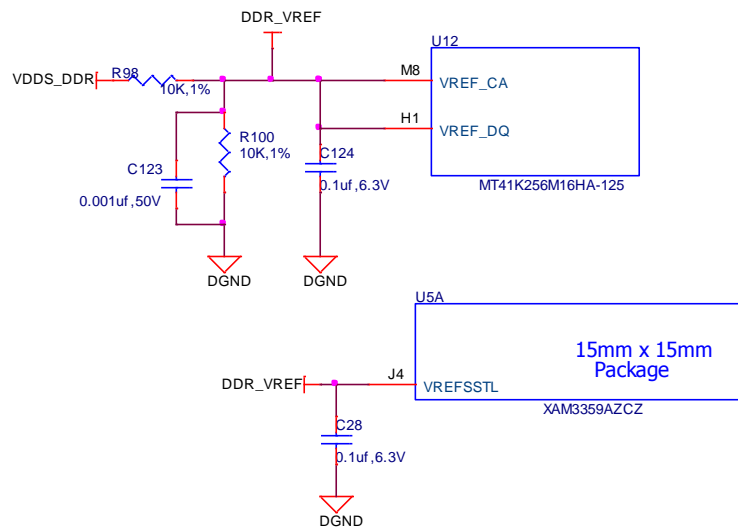 DDR_VREF
U12
VDDS_DDR
R98
10K,1%
M8
VREF_CA
H1
VREF_DQ
R100
10K,1%
C124
0.1uf,6.3V
C123
0.001uf,50V
MT41K256M16HA-125
DGND
DGND
U5A
15mm x 15mm
Package
DDR_VREF
J4
VREFSSTL
XAM3359AZCZ
C28
0.1uf,6.3V
DGND